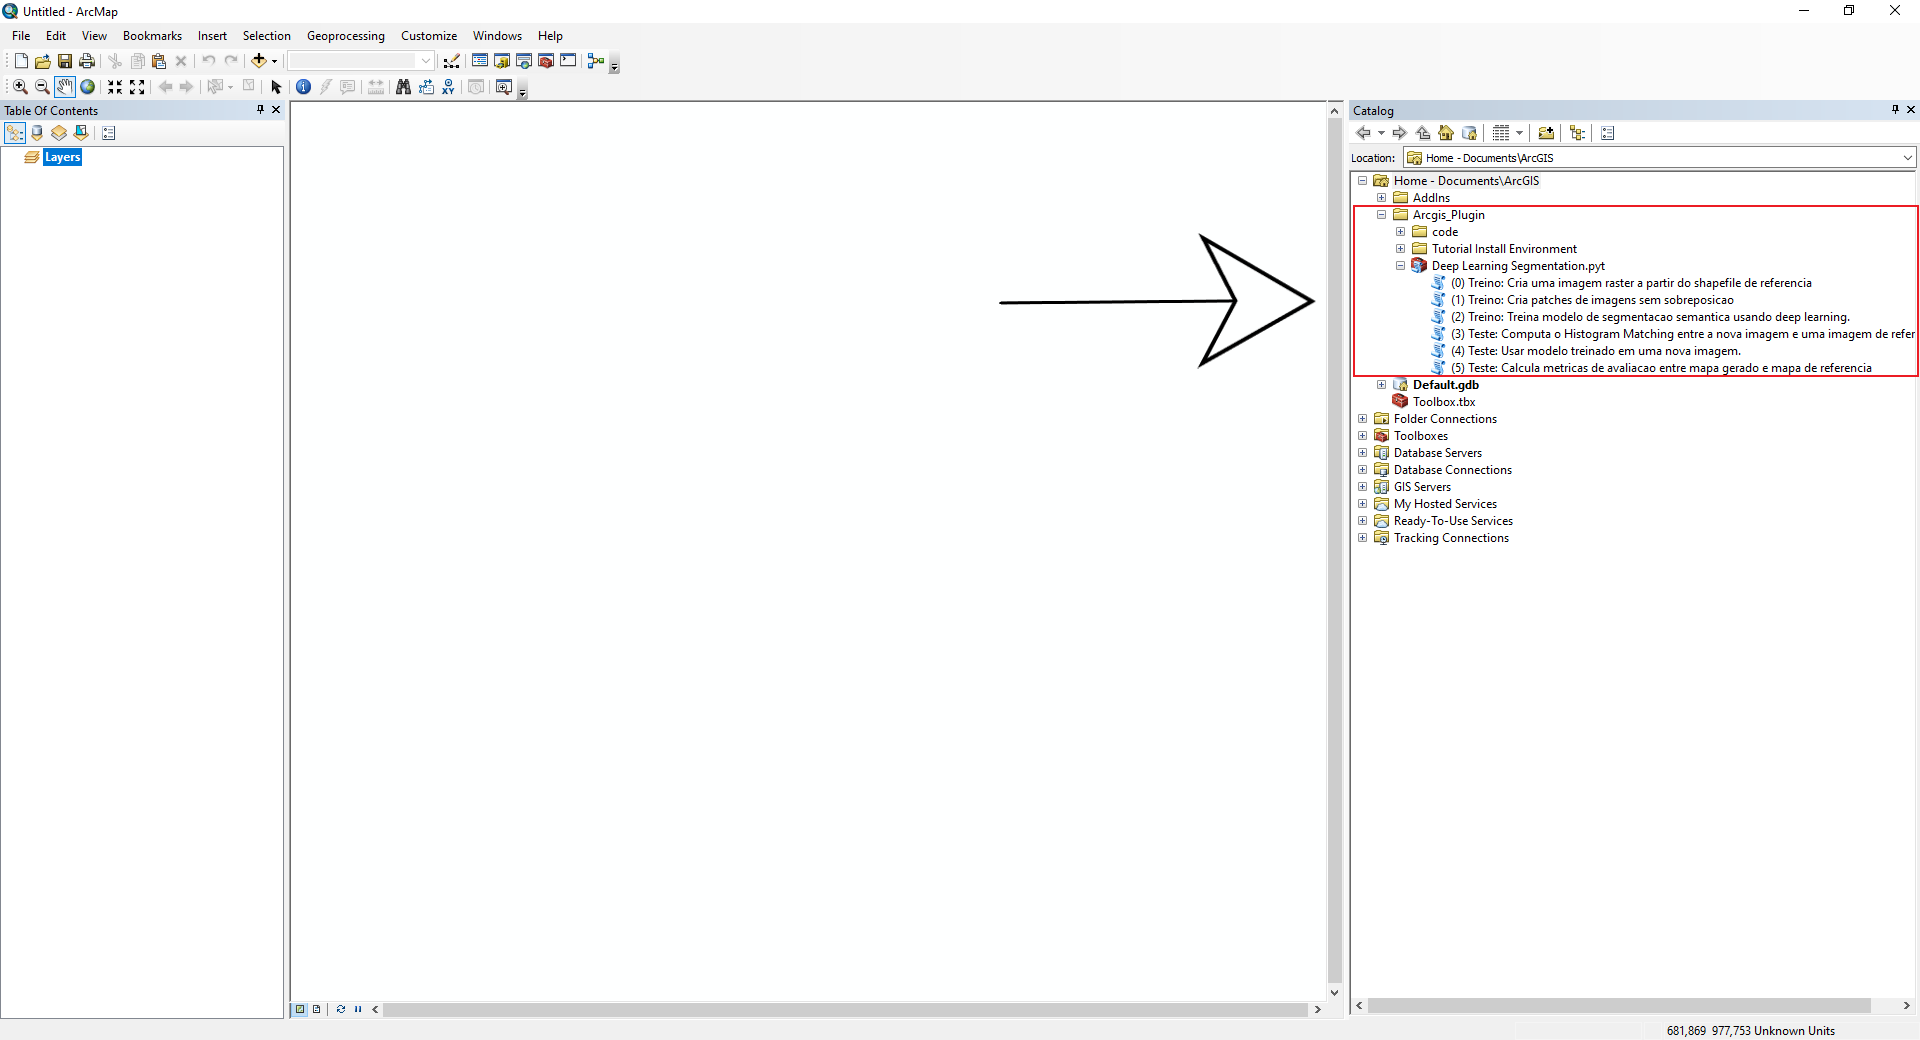 Untitled - ArcMap
File Edit View Bookmarks Insert Selection Geoprocessing Customize Windows Help
Table Of Contents
Layers
Catalog
Location: Home - Documents\ArcGIS
Home - Documents\ArcGIS
AddIns
Arcgis_Plugin
code
Tutorial Install Environment
Deep Learning Segmentation.pyt
(0) Treino: Cria uma imagem raster a partir do shapefile de referencia
(1) Treino: Cria patches de imagens sem sobreposicao
(2) Treino: Treina modelo de segmentacao semantica usando deep learning.
(3) Teste: Computa o Histogram Matching entre a nova imagem e uma imagem de refer
(4) Teste: Usar modelo treinado em uma nova imagem.
(5) Teste: Calcula metricas de avaliacao entre mapa gerado e mapa de referencia
Default.gdb
Toolbox.tbx
Folder Connections
Toolboxes
Database Servers
Database Connections
GIS Servers
My Hosted Services
Ready-To-Use Services
Tracking Connections
681,869 977,753 Unknown Units